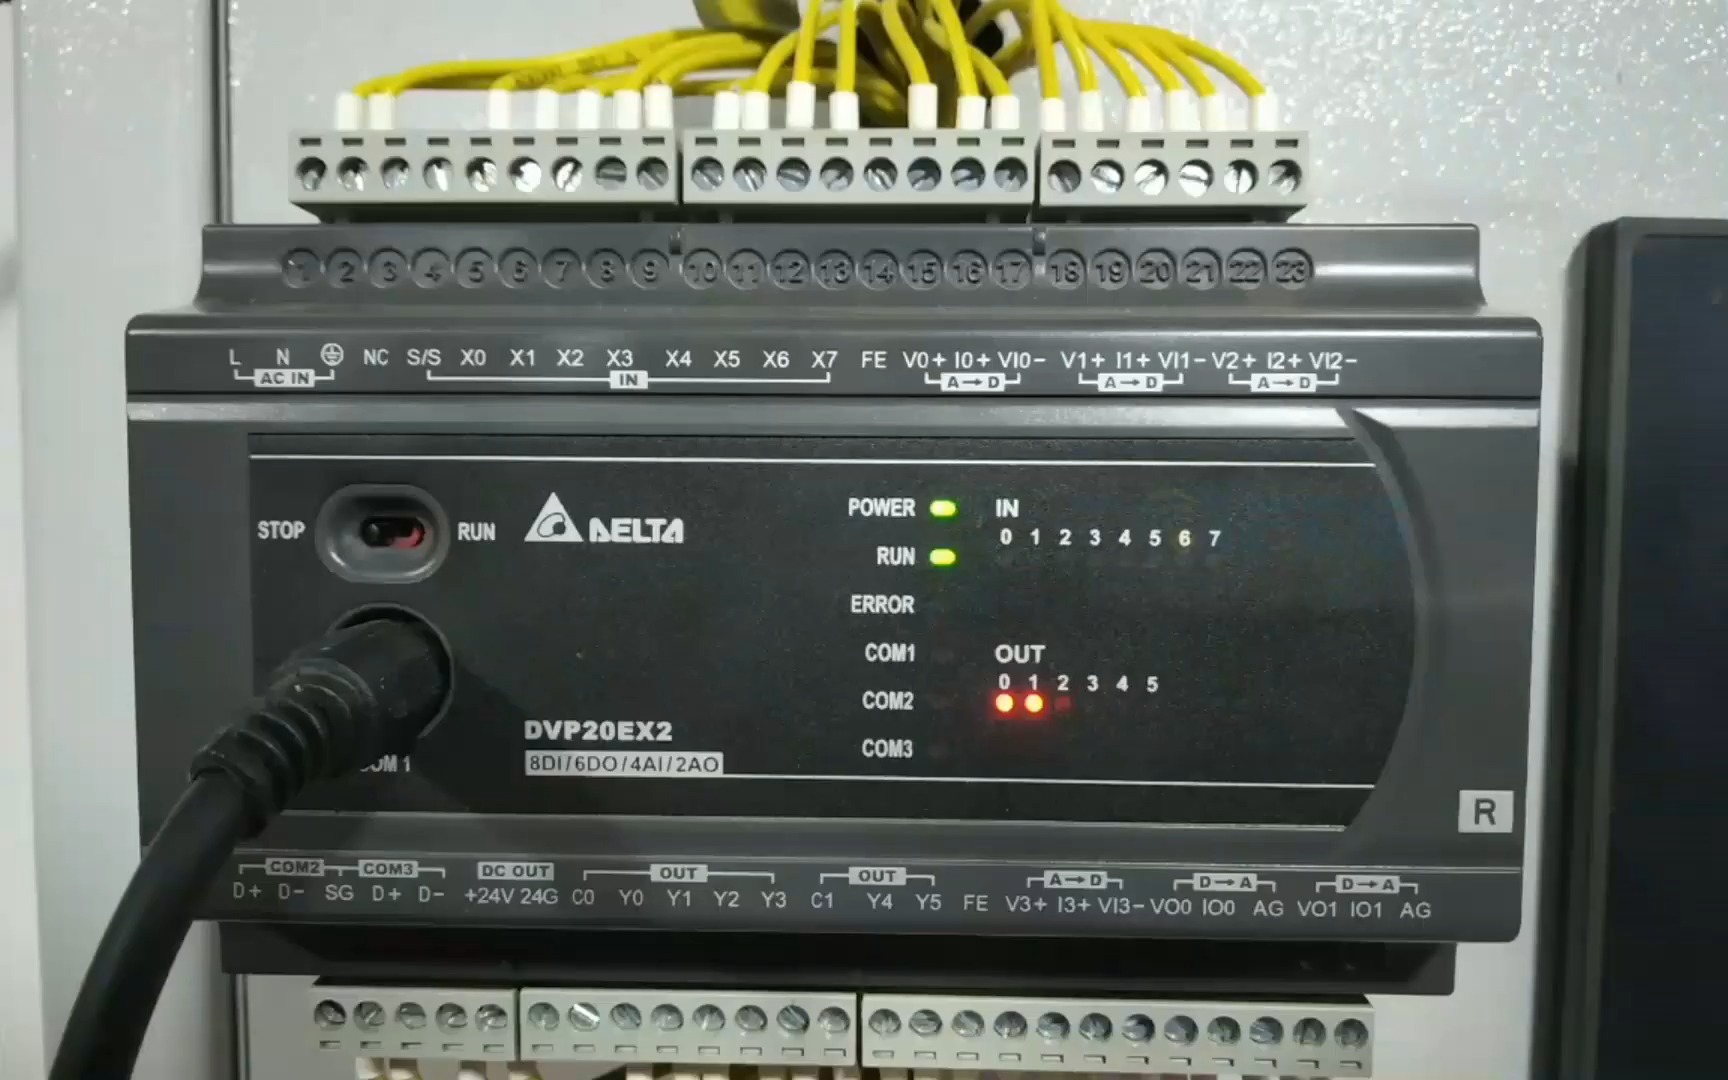 1 2 3 4 5 6 7 8 9 10 11 12 13 14 15 16 17 18 19 20 21 22 23
L N NC S/S X0 X1 X2 X3 X4 X5 X6 X7 FE V0+ I0+ VI0- V1+ I1+ VI1- V2+ I2+ VI2-
AC IN IN A→D A→D A→D
STOP RUN
DELTA
POWER
RUN
ERROR
COM1
COM2
COM3
IN
0 1 2 3 4 5 6 7
OUT
0 1 2 3 4 5
DVP20EX2
8DI/6DO/4AI/2AO
COM 1
R
COM2 COM3 DC OUT OUT OUT A→D D→A D→A
D+ D- SG D+ D- +24V 24G C0 Y0 Y1 Y2 Y3 C1 Y4 Y5 FE V3+ I3+ VI3- VO0 IO0 AG VO1 IO1 AG